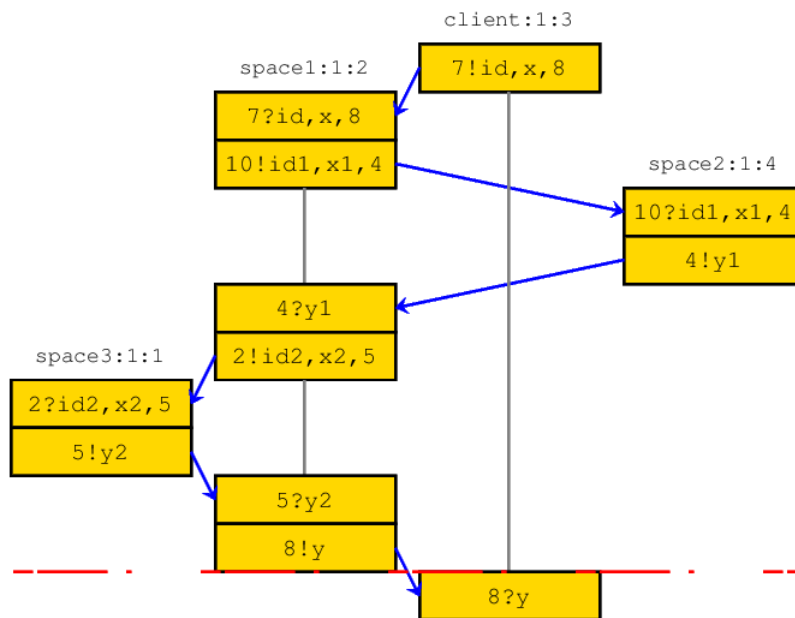 client:1:3
space1:1:2
7!id,x,8
7?id,x,8
10!id1,x1,4
space2:1:4
10?id1,x1,4
4!y1
4?y1
2!id2,x2,5
space3:1:1
2?id2,x2,5
5!y2
5?y2
8!y
8?y